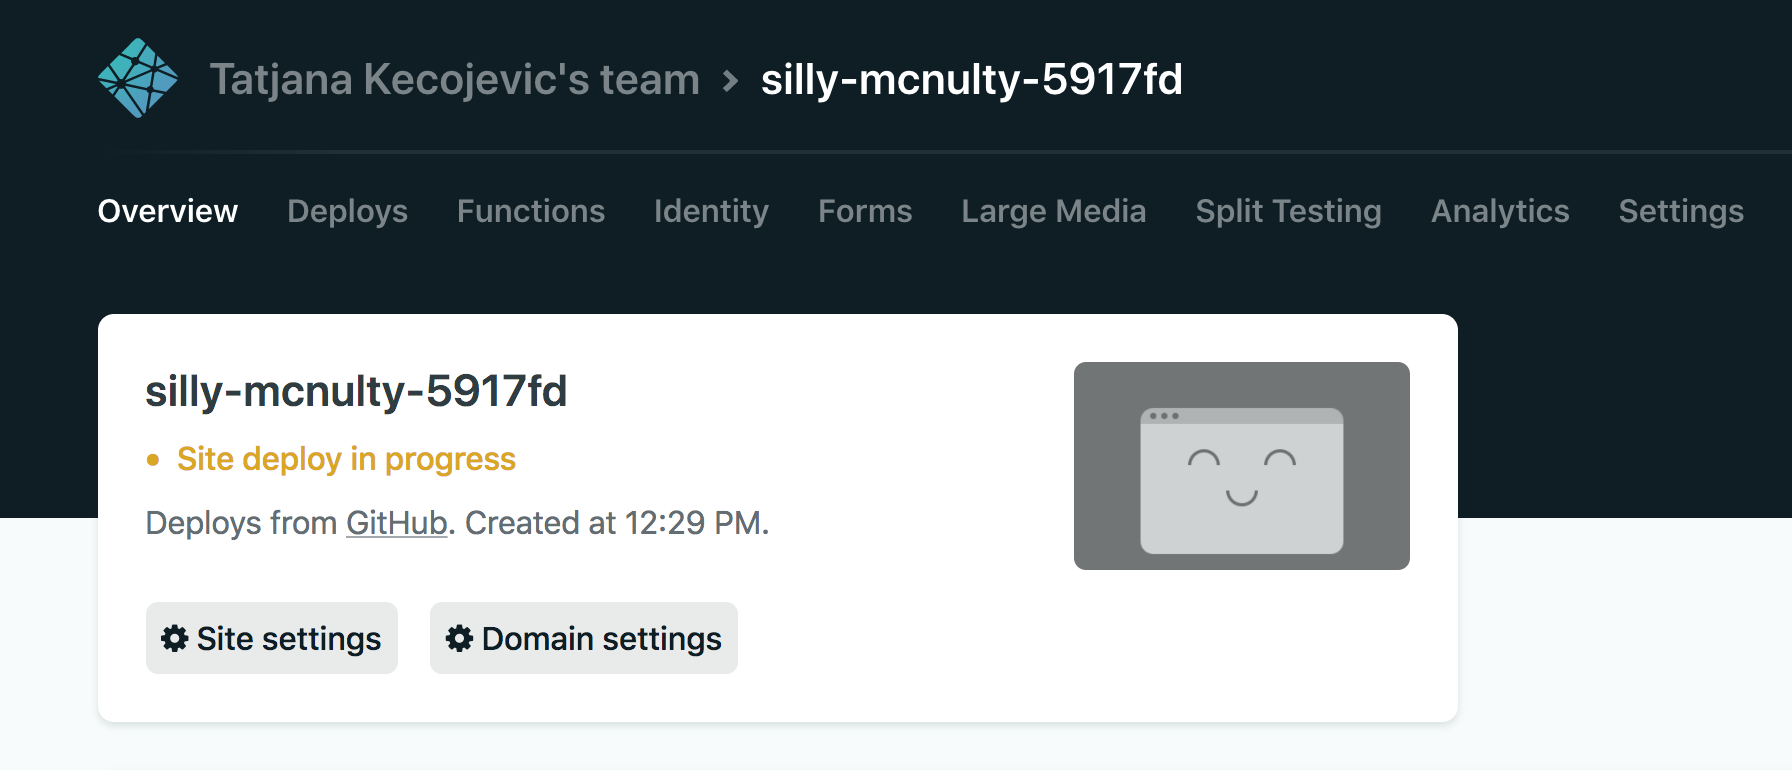 Tatjana Kecojevic's team > silly-mcnulty-5917fd
Overview Deploys Functions Identity Forms Large Media Split Testing Analytics Settings
silly-mcnulty-5917fd
Site deploy in progress
Deploys from GitHub. Created at 12:29 PM.
Site settings Domain settings